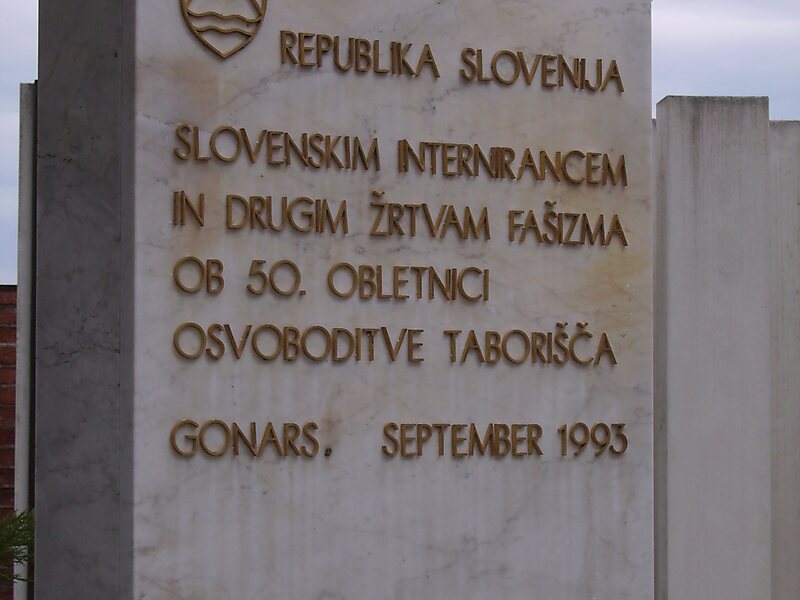 REPUBLIKA SLOVENIJA
SLOVENSKIM INTERNIRANCEM
IN DRUGIM ŽRTVAM FAŠIZMA
OB 50. OBLETNICI
OSVOBODITVE TABORIŠČA
GONARS. SEPTEMBER 1993